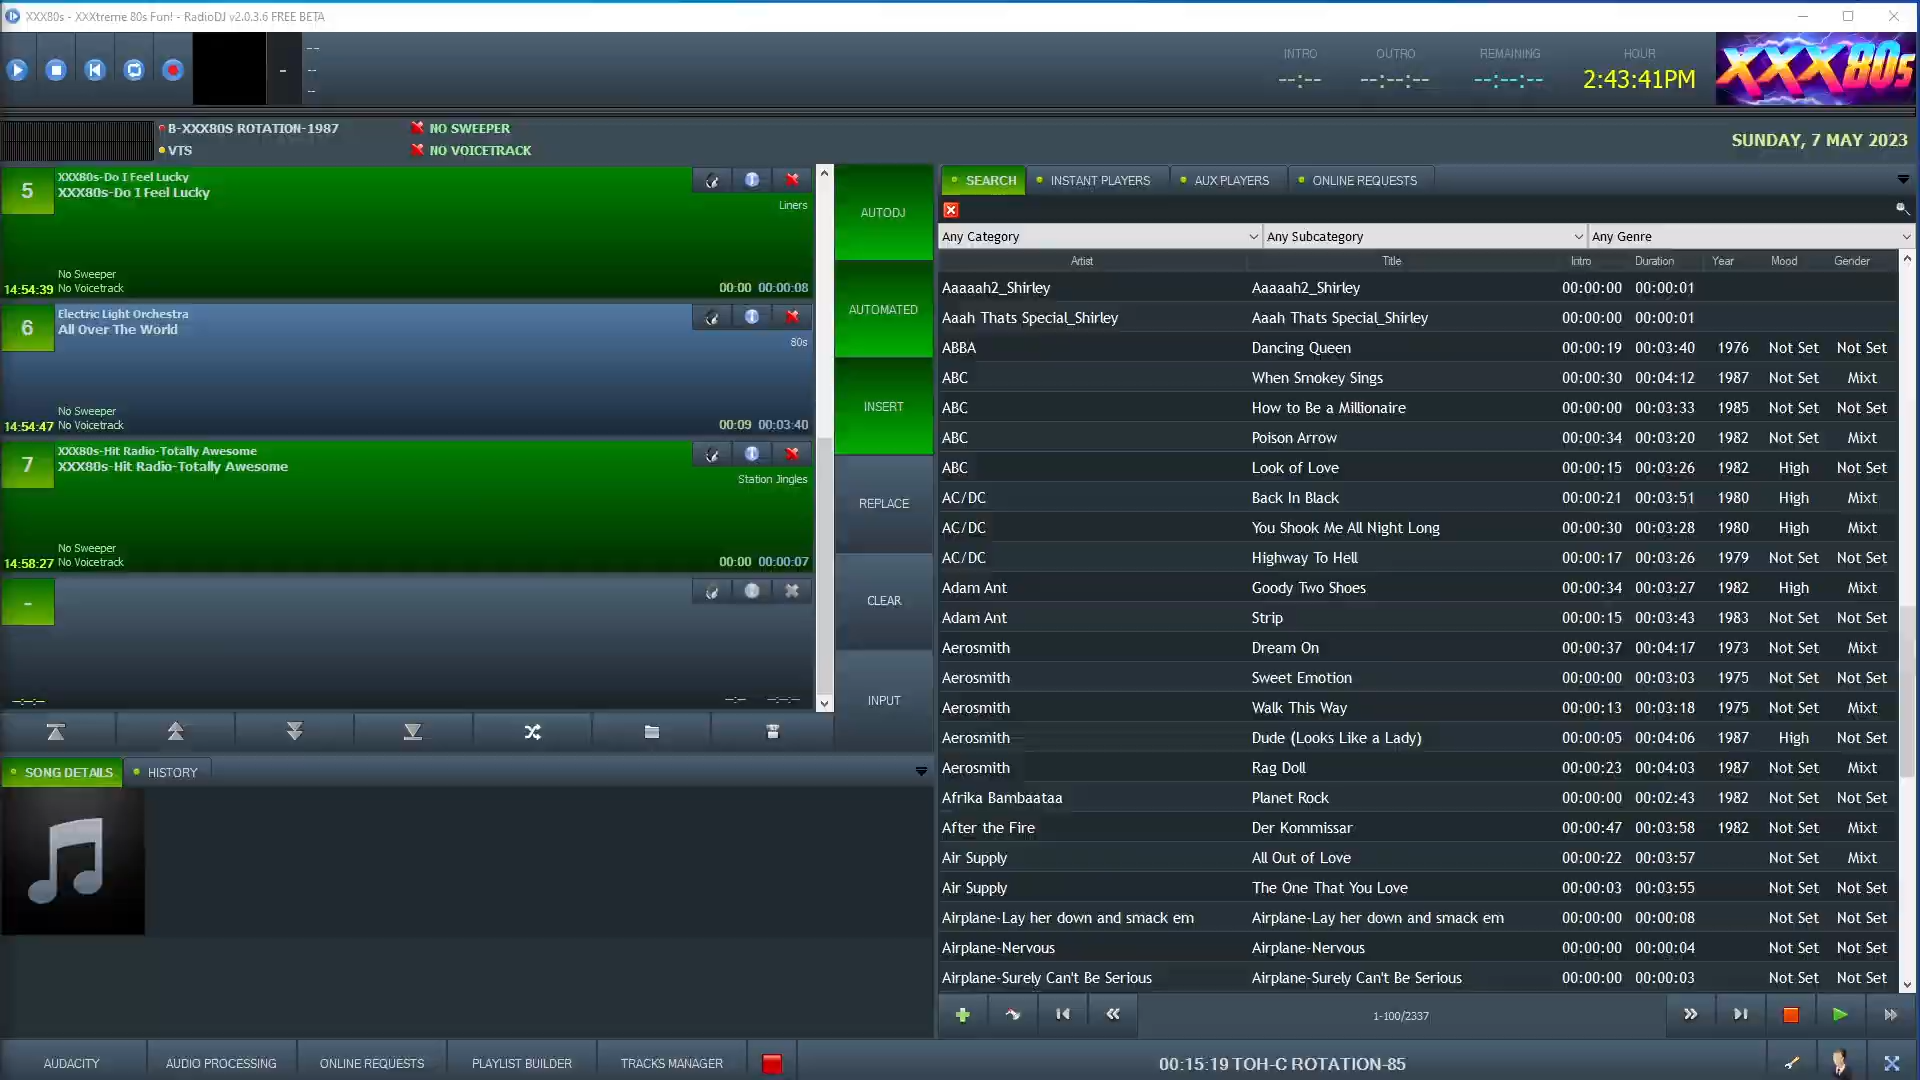 XXX80s - XXXtreme 80s Fun! - RadioDJ v2.0.3.6 FREE BETA
INTRO OUTRO REMAINING HOUR
--:-- --:--:-- --:--:-- 2:43:41PM
XXX80s
B-XXX80S ROTATION-1987
NO SWEEPER
VTS
NO VOICETRACK
SUNDAY, 7 MAY 2023
5
XXX80s-Do I Feel Lucky
XXX80s-Do I Feel Lucky
Liners
No Sweeper
No Voicetrack
14:54:39
00:00 00:00:08
6
Electric Light Orchestra
All Over The World
80s
No Sweeper
No Voicetrack
14:54:47
00:09 00:03:40
7
XXX80s-Hit Radio-Totally Awesome
XXX80s-Hit Radio-Totally Awesome
Station Jingles
No Sweeper
No Voicetrack
14:58:27
00:00 00:00:07
-
--:--:--
--:-- --:--:--
AUTODJ
AUTOMATED
INSERT
REPLACE
CLEAR
INPUT
SONG DETAILS
HISTORY
SEARCH
INSTANT PLAYERS
AUX PLAYERS
ONLINE REQUESTS
Any Category
Any Subcategory
Any Genre
Artist Title Intro Duration Year Mood Gender
Aaaaah2_Shirley Aaaaah2_Shirley 00:00:00 00:00:01
Aaah Thats Special_Shirley Aaah Thats Special_Shirley 00:00:00 00:00:01
ABBA Dancing Queen 00:00:19 00:03:40 1976 Not Set Not Set
ABC When Smokey Sings 00:00:30 00:04:12 1987 Not Set Mixt
ABC How to Be a Millionaire 00:00:00 00:03:33 1985 Not Set Not Set
ABC Poison Arrow 00:00:34 00:03:20 1982 Not Set Mixt
ABC Look of Love 00:00:15 00:03:26 1982 High Not Set
AC/DC Back In Black 00:00:21 00:03:51 1980 High Mixt
AC/DC You Shook Me All Night Long 00:00:30 00:03:28 1980 High Mixt
AC/DC Highway To Hell 00:00:17 00:03:26 1979 Not Set Not Set
Adam Ant Goody Two Shoes 00:00:34 00:03:27 1982 High Mixt
Adam Ant Strip 00:00:15 00:03:43 1983 Not Set Not Set
Aerosmith Dream On 00:00:37 00:04:17 1973 Not Set Mixt
Aerosmith Sweet Emotion 00:00:00 00:03:03 1975 Not Set Not Set
Aerosmith Walk This Way 00:00:13 00:03:18 1975 Not Set Mixt
Aerosmith Dude (Looks Like a Lady) 00:00:05 00:04:06 1987 High Not Set
Aerosmith Rag Doll 00:00:23 00:04:03 1987 Not Set Mixt
Afrika Bambaataa Planet Rock 00:00:00 00:02:43 1982 Not Set Not Set
After the Fire Der Kommissar 00:00:47 00:03:58 1982 Not Set Mixt
Air Supply All Out of Love 00:00:22 00:03:57 Not Set Mixt
Air Supply The One That You Love 00:00:03 00:03:55 Not Set Not Set
Airplane-Lay her down and smack em Airplane-Lay her down and smack em 00:00:00 00:00:08 Not Set Not Set
Airplane-Nervous Airplane-Nervous 00:00:00 00:00:04 Not Set Not Set
Airplane-Surely Can't Be Serious Airplane-Surely Can't Be Serious 00:00:00 00:00:03 Not Set Not Set
1-100/2337
AUDACITY
AUDIO PROCESSING
ONLINE REQUESTS
PLAYLIST BUILDER
TRACKS MANAGER
00:15:19 TOH-C ROTATION-85